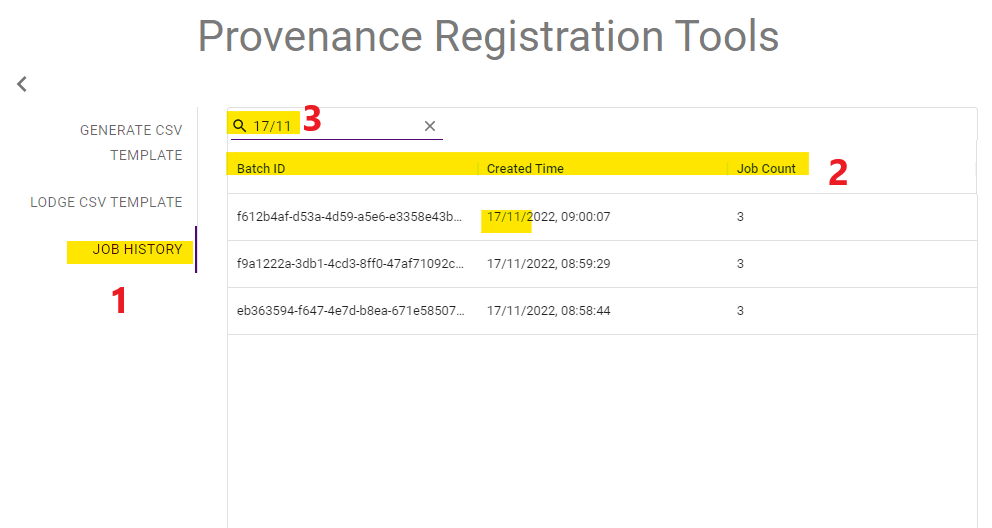 Provenance Registration Tools
GENERATE CSV
TEMPLATE
LODGE CSV TEMPLATE
JOB HISTORY
1
17/11
3
Batch ID Created Time Job Count
2
f612b4af-d53a-4d59-a5e6-e3358e43b... 17/11/2022, 09:00:07 3
f9a1222a-3db1-4cd3-8ff0-47af71092c... 17/11/2022, 08:59:29 3
eb363594-f647-4e7d-b8ea-671e58507... 17/11/2022, 08:58:44 3